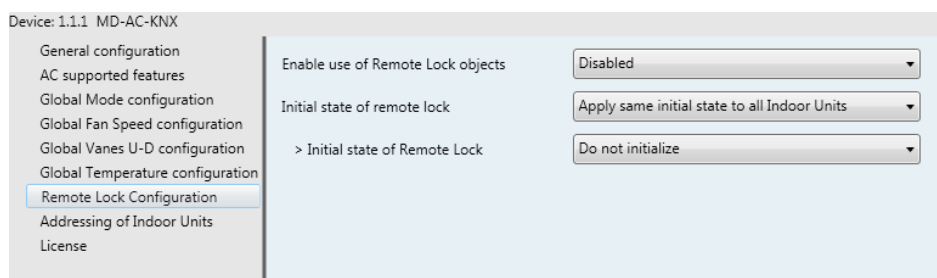 Device: 1.1.1 MD-AC-KNX
General configuration
AC supported features
Global Mode configuration
Global Fan Speed configuration
Global Vanes U-D configuration
Global Temperature configuration
Remote Lock Configuration
Addressing of Indoor Units
License
Enable use of Remote Lock objects Disabled
Initial state of remote lock Apply same initial state to all Indoor Units
> Initial state of Remote Lock Do not initialize